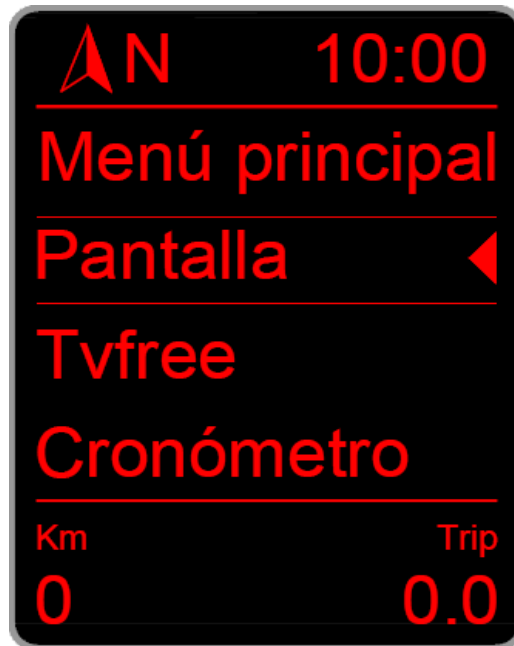 N 10:00
Menú principal
Pantalla
Tvfree
Cronómetro
Km Trip
0 0.0